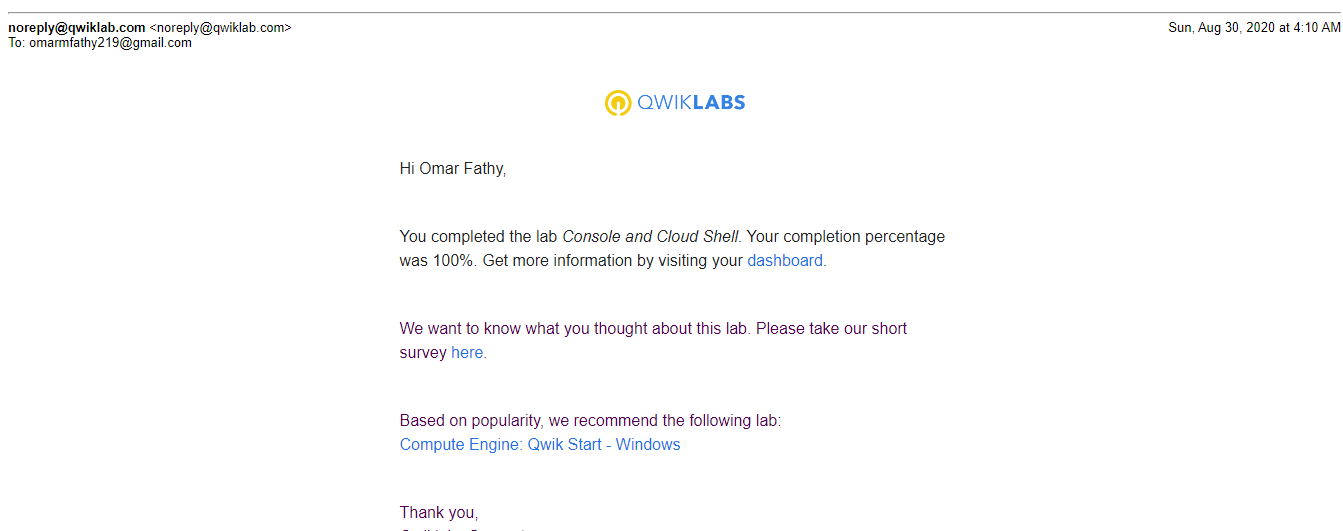 noreply@qwiklab.com <noreply@qwiklab.com>
Sun, Aug 30, 2020 at 4:10 AM
To: omarmfathy219@gmail.com
QWIKLABS
Hi Omar Fathy,
You completed the lab Console and Cloud Shell. Your completion percentage
was 100%. Get more information by visiting your dashboard.
We want to know what you thought about this lab. Please take our short
survey here.
Based on popularity, we recommend the following lab:
Compute Engine: Qwik Start - Windows
Thank you,